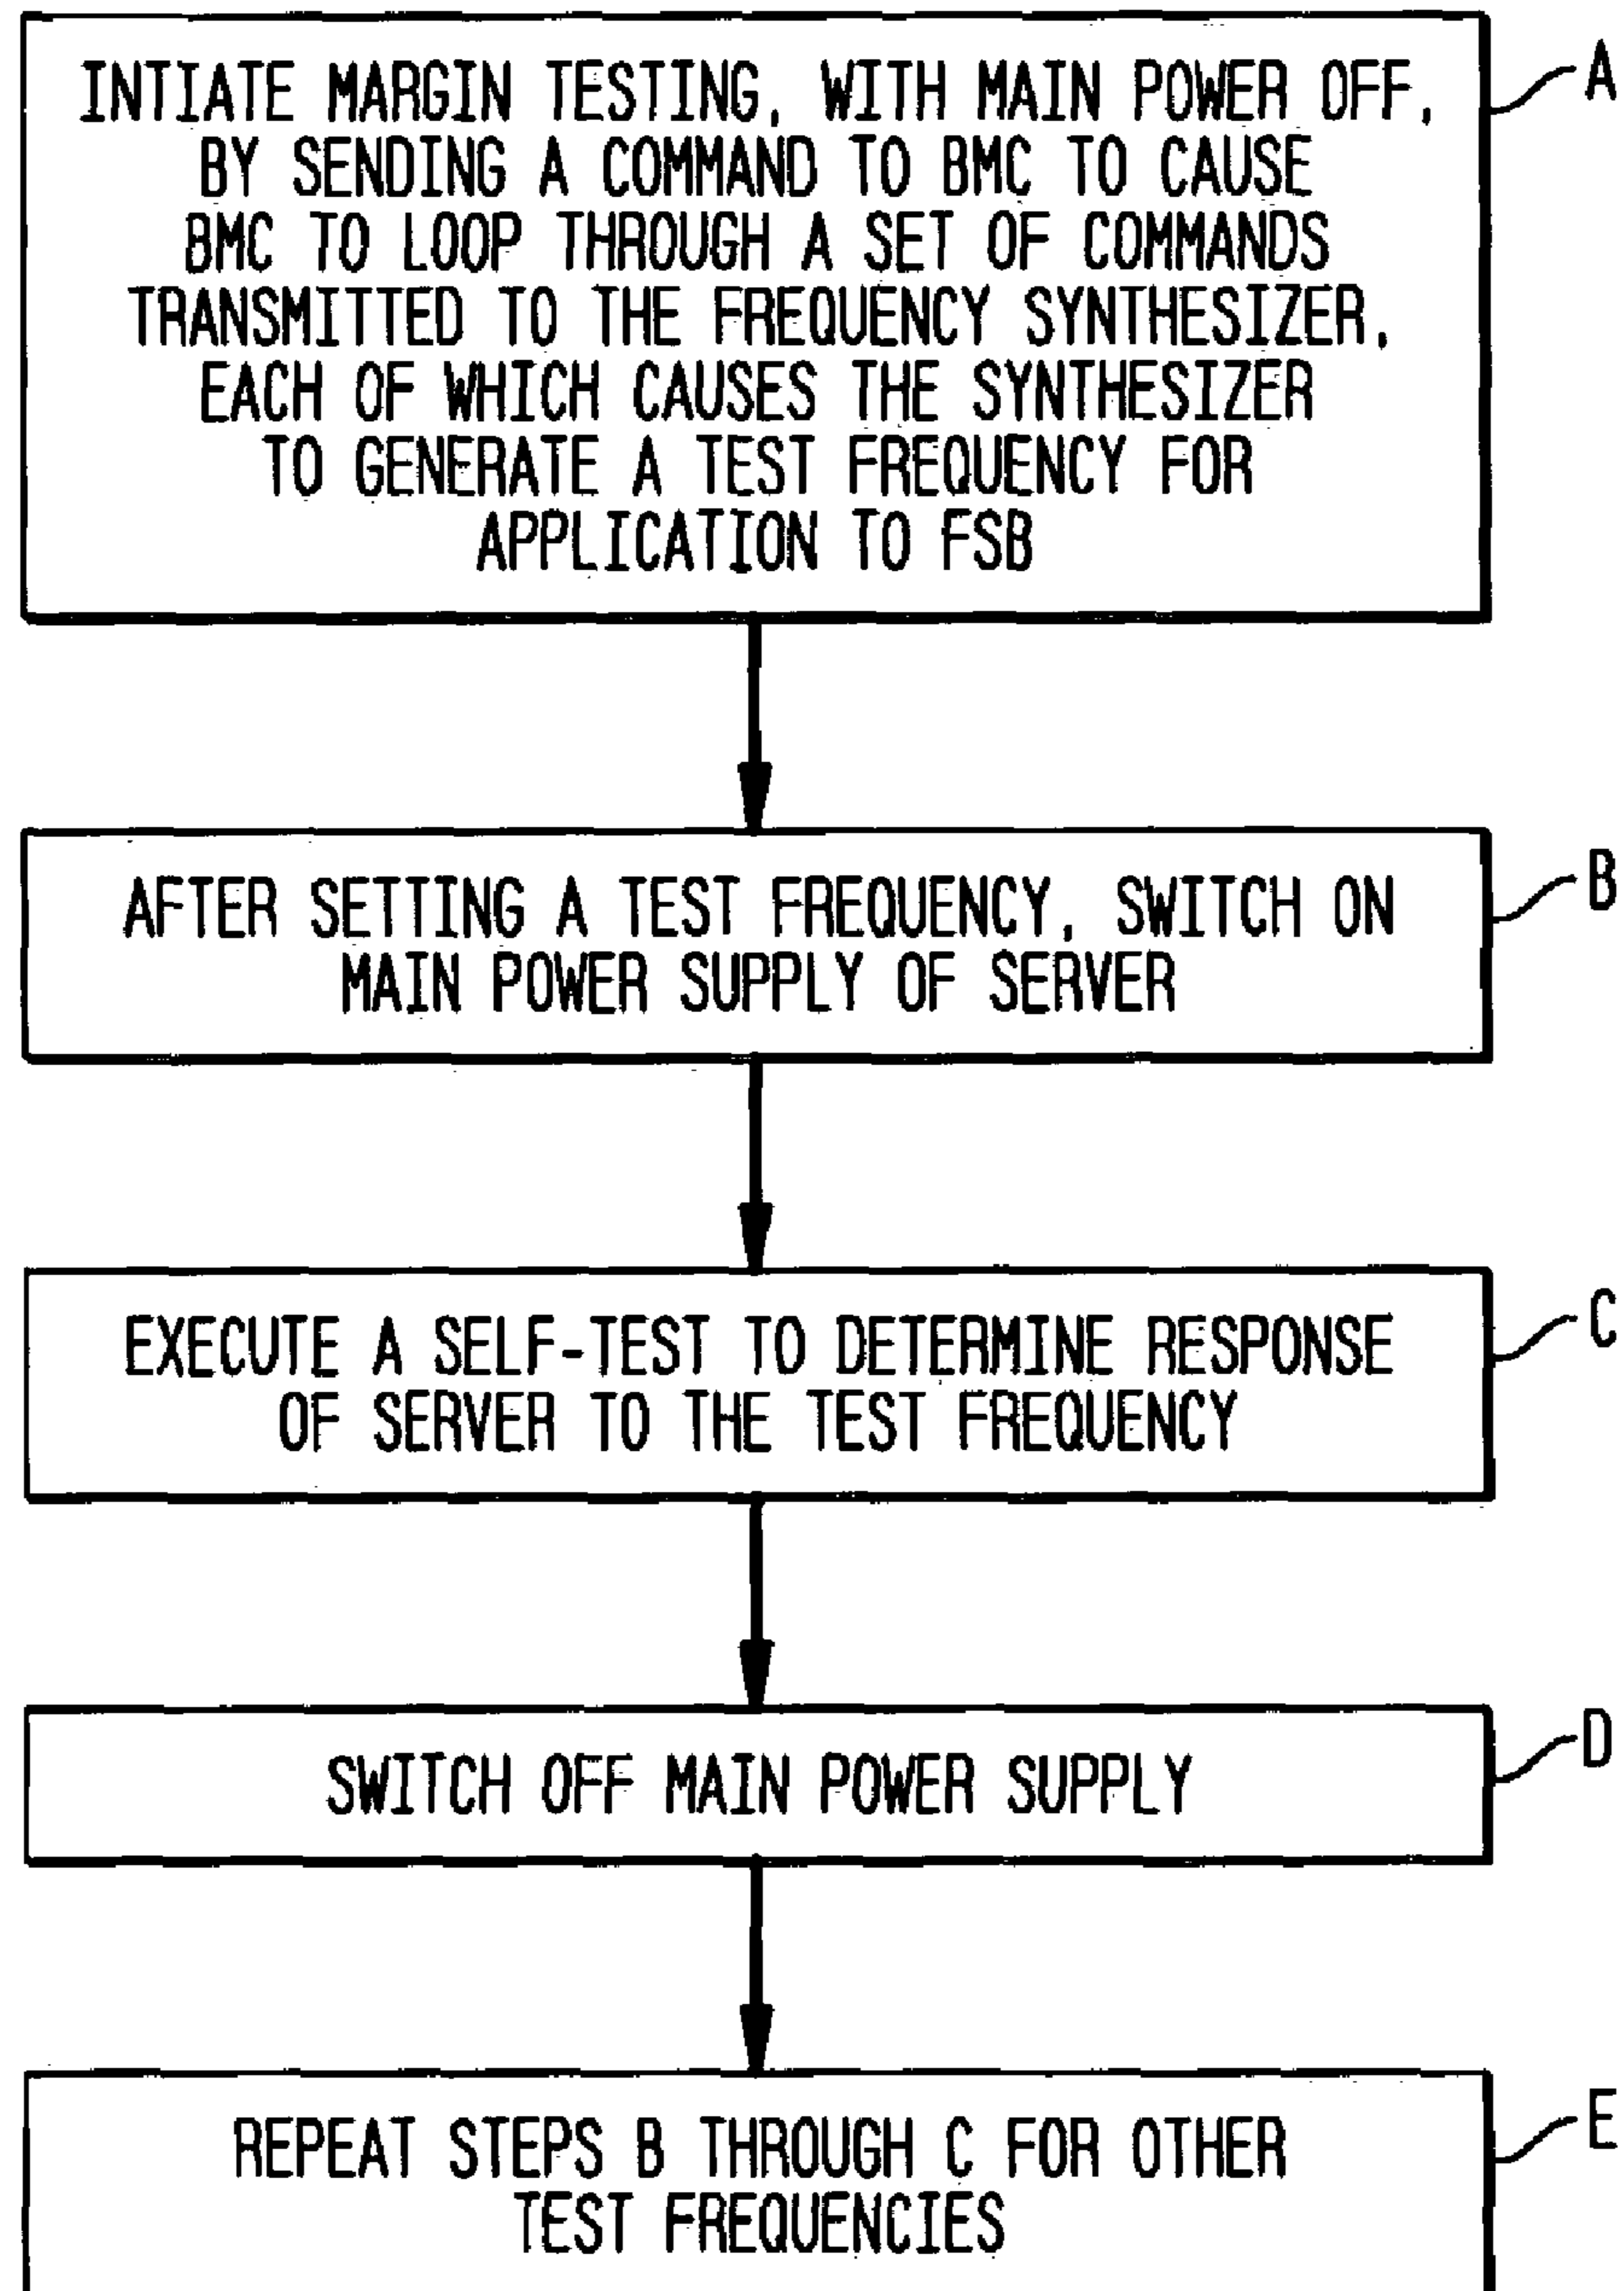 INTIATE MARGIN TESTING, WITH MAIN POWER OFF,
BY SENDING A COMMAND TO BMC TO CAUSE
BMC TO LOOP THROUGH A SET OF COMMANDS
TRANSMITTED TO THE FREQUENCY SYNTHESIZER,
EACH OF WHICH CAUSES THE SYNTHESIZER
TO GENERATE A TEST FREQUENCY FOR
APPLICATION TO FSB
A
AFTER SETTING A TEST FREQUENCY, SWITCH ON
MAIN POWER SUPPLY OF SERVER
B
EXECUTE A SELF-TEST TO DETERMINE RESPONSE
OF SERVER TO THE TEST FREQUENCY
C
SWITCH OFF MAIN POWER SUPPLY
D
REPEAT STEPS B THROUGH C FOR OTHER
TEST FREQUENCIES
E